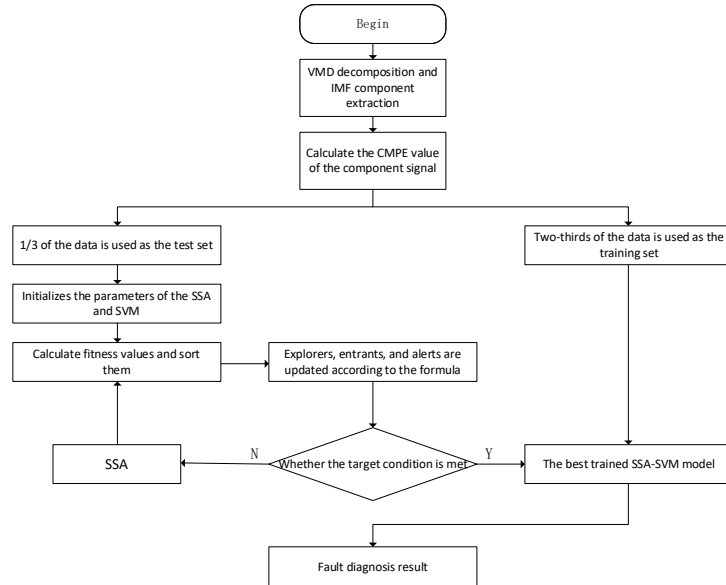 Begin
VMD decomposition and
IMF component
extraction
Calculate the CMPE value
of the component signal
1/3 of the data is used as the test set
Two-thirds of the data is used as the
training set
Initializes the parameters of the SSA
and SVM
Calculate fitness values and sort
them
Explorers, entrants, and alerts are
updated according to the formula
SSA
N
Whether the target condition is met
Y
The best trained SSA-SVM model
Fault diagnosis result